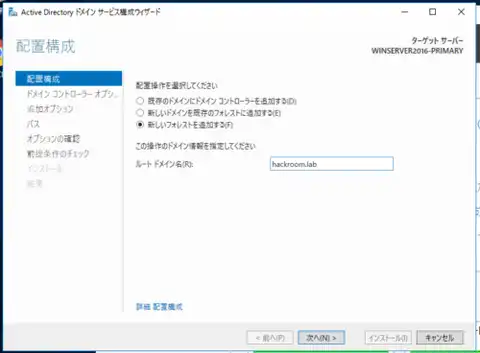 Active Directory ドメイン サービス構成ウィザード
配置構成
ターゲット サーバー
WINSERVER2016-PRIMARY
配置構成
ドメイン コントローラー オプシ...
追加オプション
パス
オプションの確認
前提条件のチェック
インストール
結果
配置操作を選択してください
既存のドメインにドメイン コントローラーを追加する(D)
新しいドメインを既存のフォレストに追加する(E)
新しいフォレストを追加する(F)
この操作のドメイン情報を指定してください
ルート ドメイン名(R):
hackroom.lab
詳細 配置構成
< 前へ(P)
次へ(N) >
インストール(I)
キャンセル